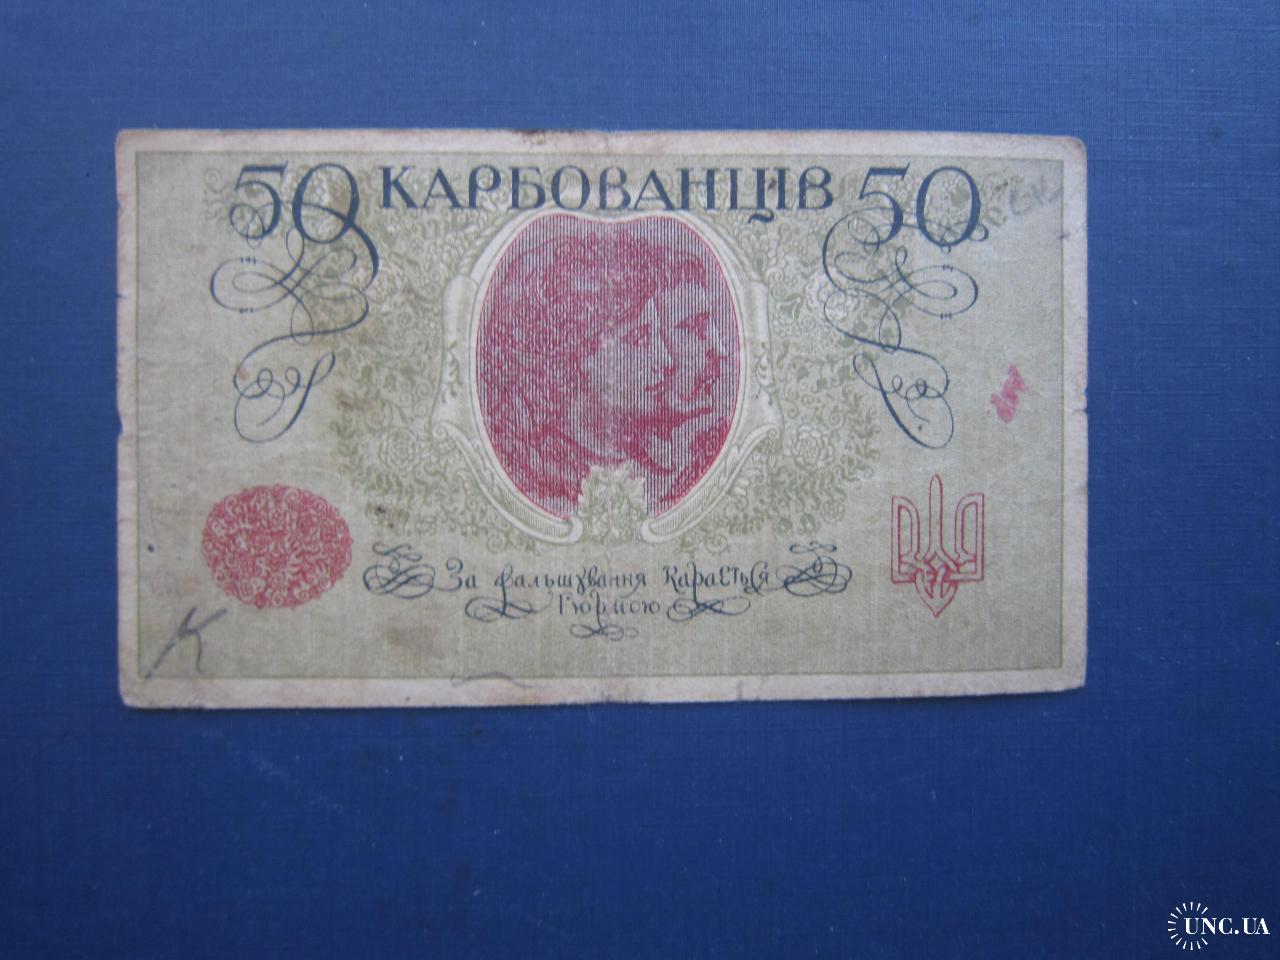 50 КАРБОВАНЦІВ 50
За фальшування Карається
Тюрмою
К
UNC.UA